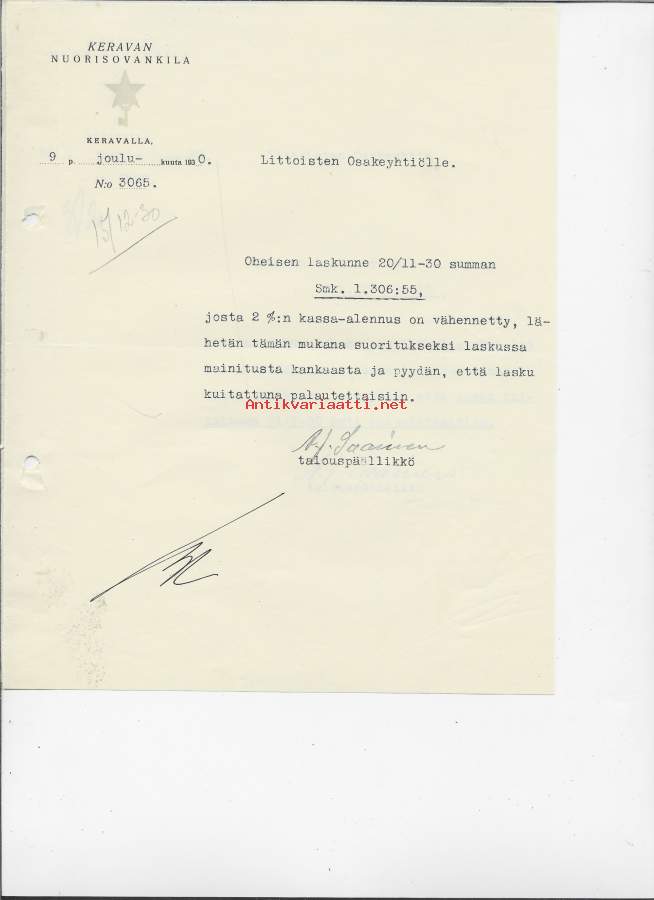 KERAVAN
NUORISOVANKILA
KERAVALLA,
9 p. joulu- kuuta 1930.
N:o 3065.
15/12-30
Littoisten Osakeyhtiölle.
Oheisen laskunne 20/11-30 summan
Smk. 1.306:55,
josta 2 %:n kassa-alennus on vähennetty, lä-
hetän tämän mukana suoritukseksi laskussa
mainitusta kankaasta ja pyydän, että lasku
kuitattuna palautettaisiin.
Antikvariaatti.net
talouspäällikkö